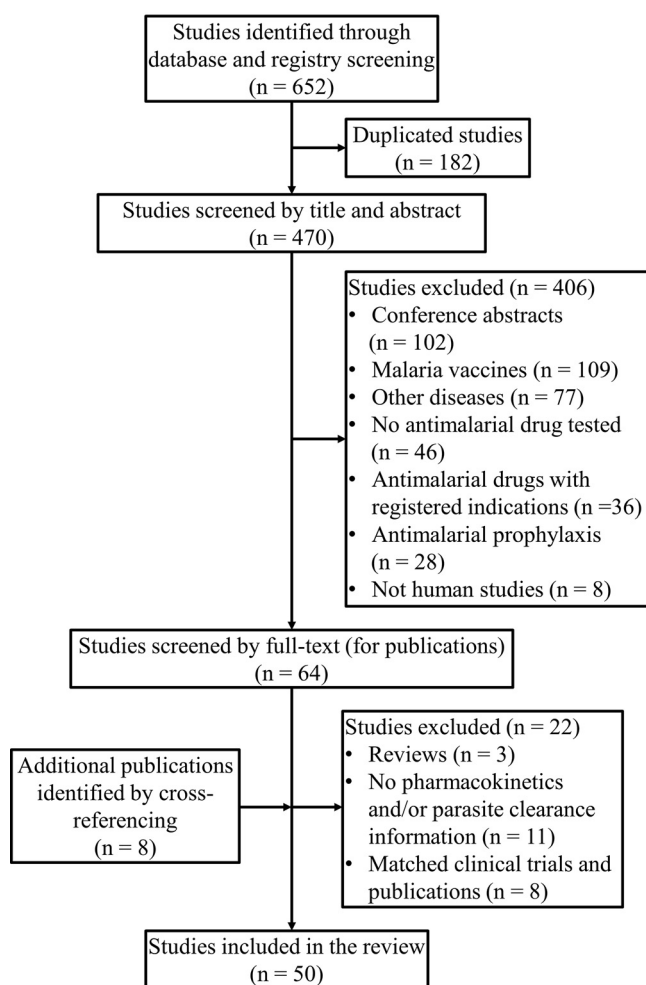 Studies identified through
database and registry screening
(n = 652)
Duplicated studies
(n = 182)
Studies screened by title and abstract
(n = 470)
Studies excluded (n = 406)
• Conference abstracts
(n = 102)
• Malaria vaccines (n = 109)
• Other diseases (n = 77)
• No antimalarial drug tested
(n = 46)
• Antimalarial drugs with
registered indications (n =36)
• Antimalarial prophylaxis
(n = 28)
• Not human studies (n = 8)
Studies screened by full-text (for publications)
(n = 64)
Additional publications
identified by cross-
referencing
(n = 8)
Studies excluded (n = 22)
• Reviews (n = 3)
• No pharmacokinetics
and/or parasite clearance
information (n = 11)
• Matched clinical trials and
publications (n = 8)
Studies included in the review
(n = 50)